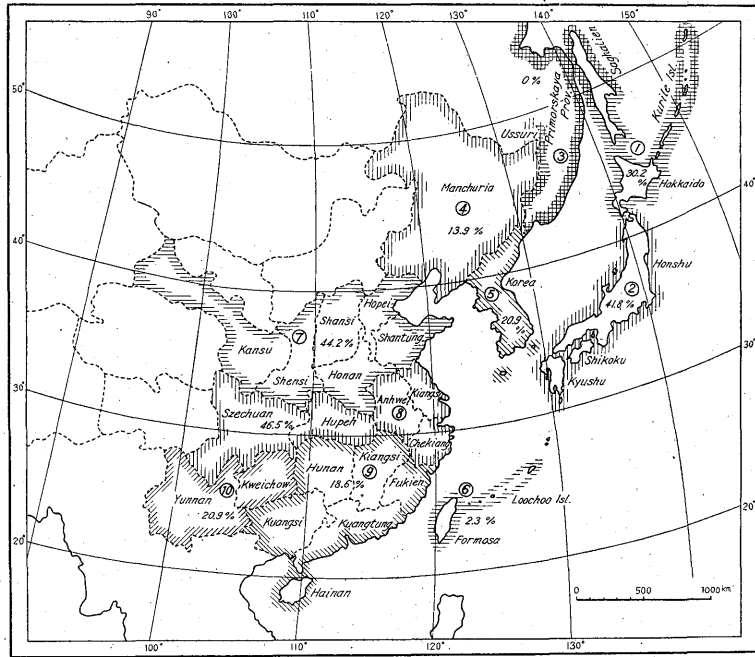 90°
100°
110°
120°
130°
140°
150°
50°
40°
30°
20°
0 %
Primorskaya
Prov.
③
Saghalien
Kurile Isl.
①
30.2
%
Hokkaido
Ussuri
Manchuria
④
13.9 %
Honshu
②
41.8 %
Korea
⑤
20.9
%
Shikoku
Kyushu
Hopei
Shansi
⑦
44.2 %
Shantung
Kansu
Shensi
Honan
Szechuan
46.5 %
Hupeh
Anhwei
⑧
Kiangsu
Chekiang
Hunan
Kiangsi
⑨
18.6 %
Fukien
Yunnan
⑩
20.9 %
Kweichow
Kuangsi
Kuangtung
Hainan
⑥
Loochoo Isl.
2.3 %
Formosa
40°
20°
0
500
1000 km
100°
110°
120°
130°